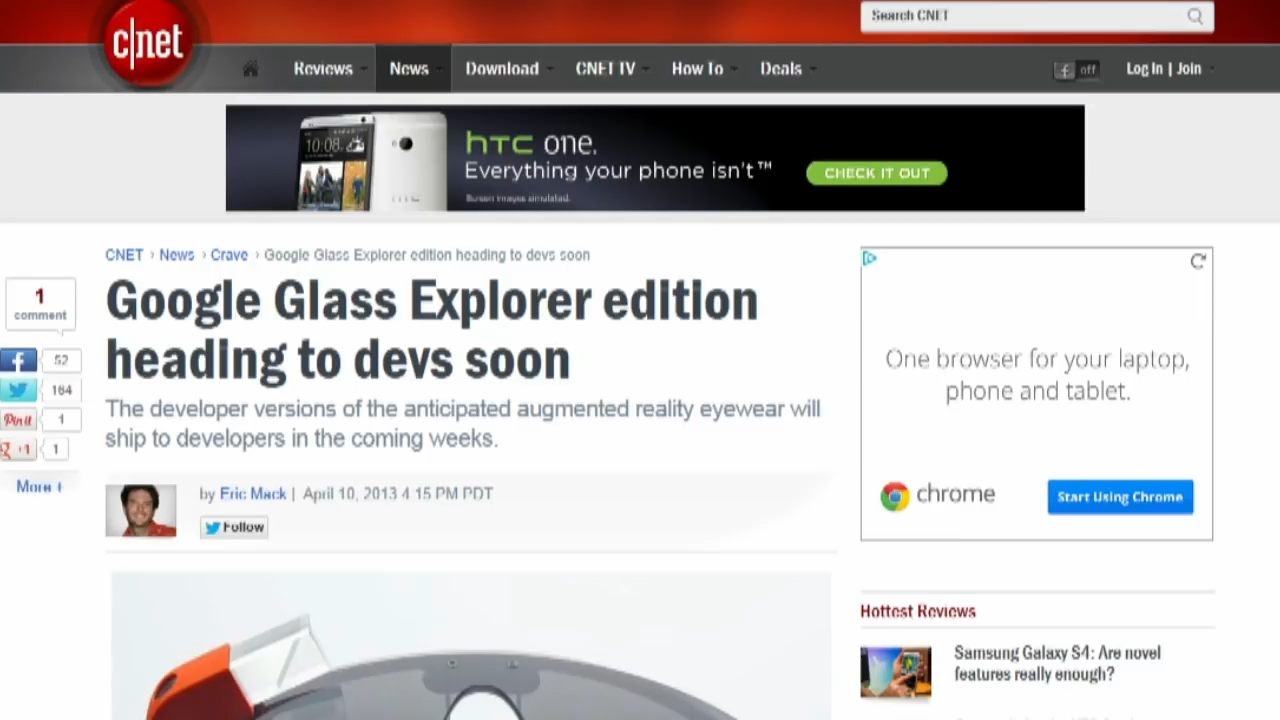 c|net
Search CNET
Reviews
News
Download
CNET TV
How To
Deals
off
Log In | Join
10:08
hTC one.
Everything your phone isn't™
Screen images simulated.
CHECK IT OUT
CNET › News › Crave › Google Glass Explorer edition heading to devs soon
Google Glass Explorer edition
heading to devs soon
The developer versions of the anticipated augmented reality eyewear will
ship to developers in the coming weeks.
by Eric Mack | April 10, 2013 4:15 PM PDT
Follow
1
comment
52
164
Pin it
1
+1
1
More +
One browser for your laptop,
phone and tablet.
chrome
Start Using Chrome
Hottest Reviews
Samsung Galaxy S4: Are novel
features really enough?